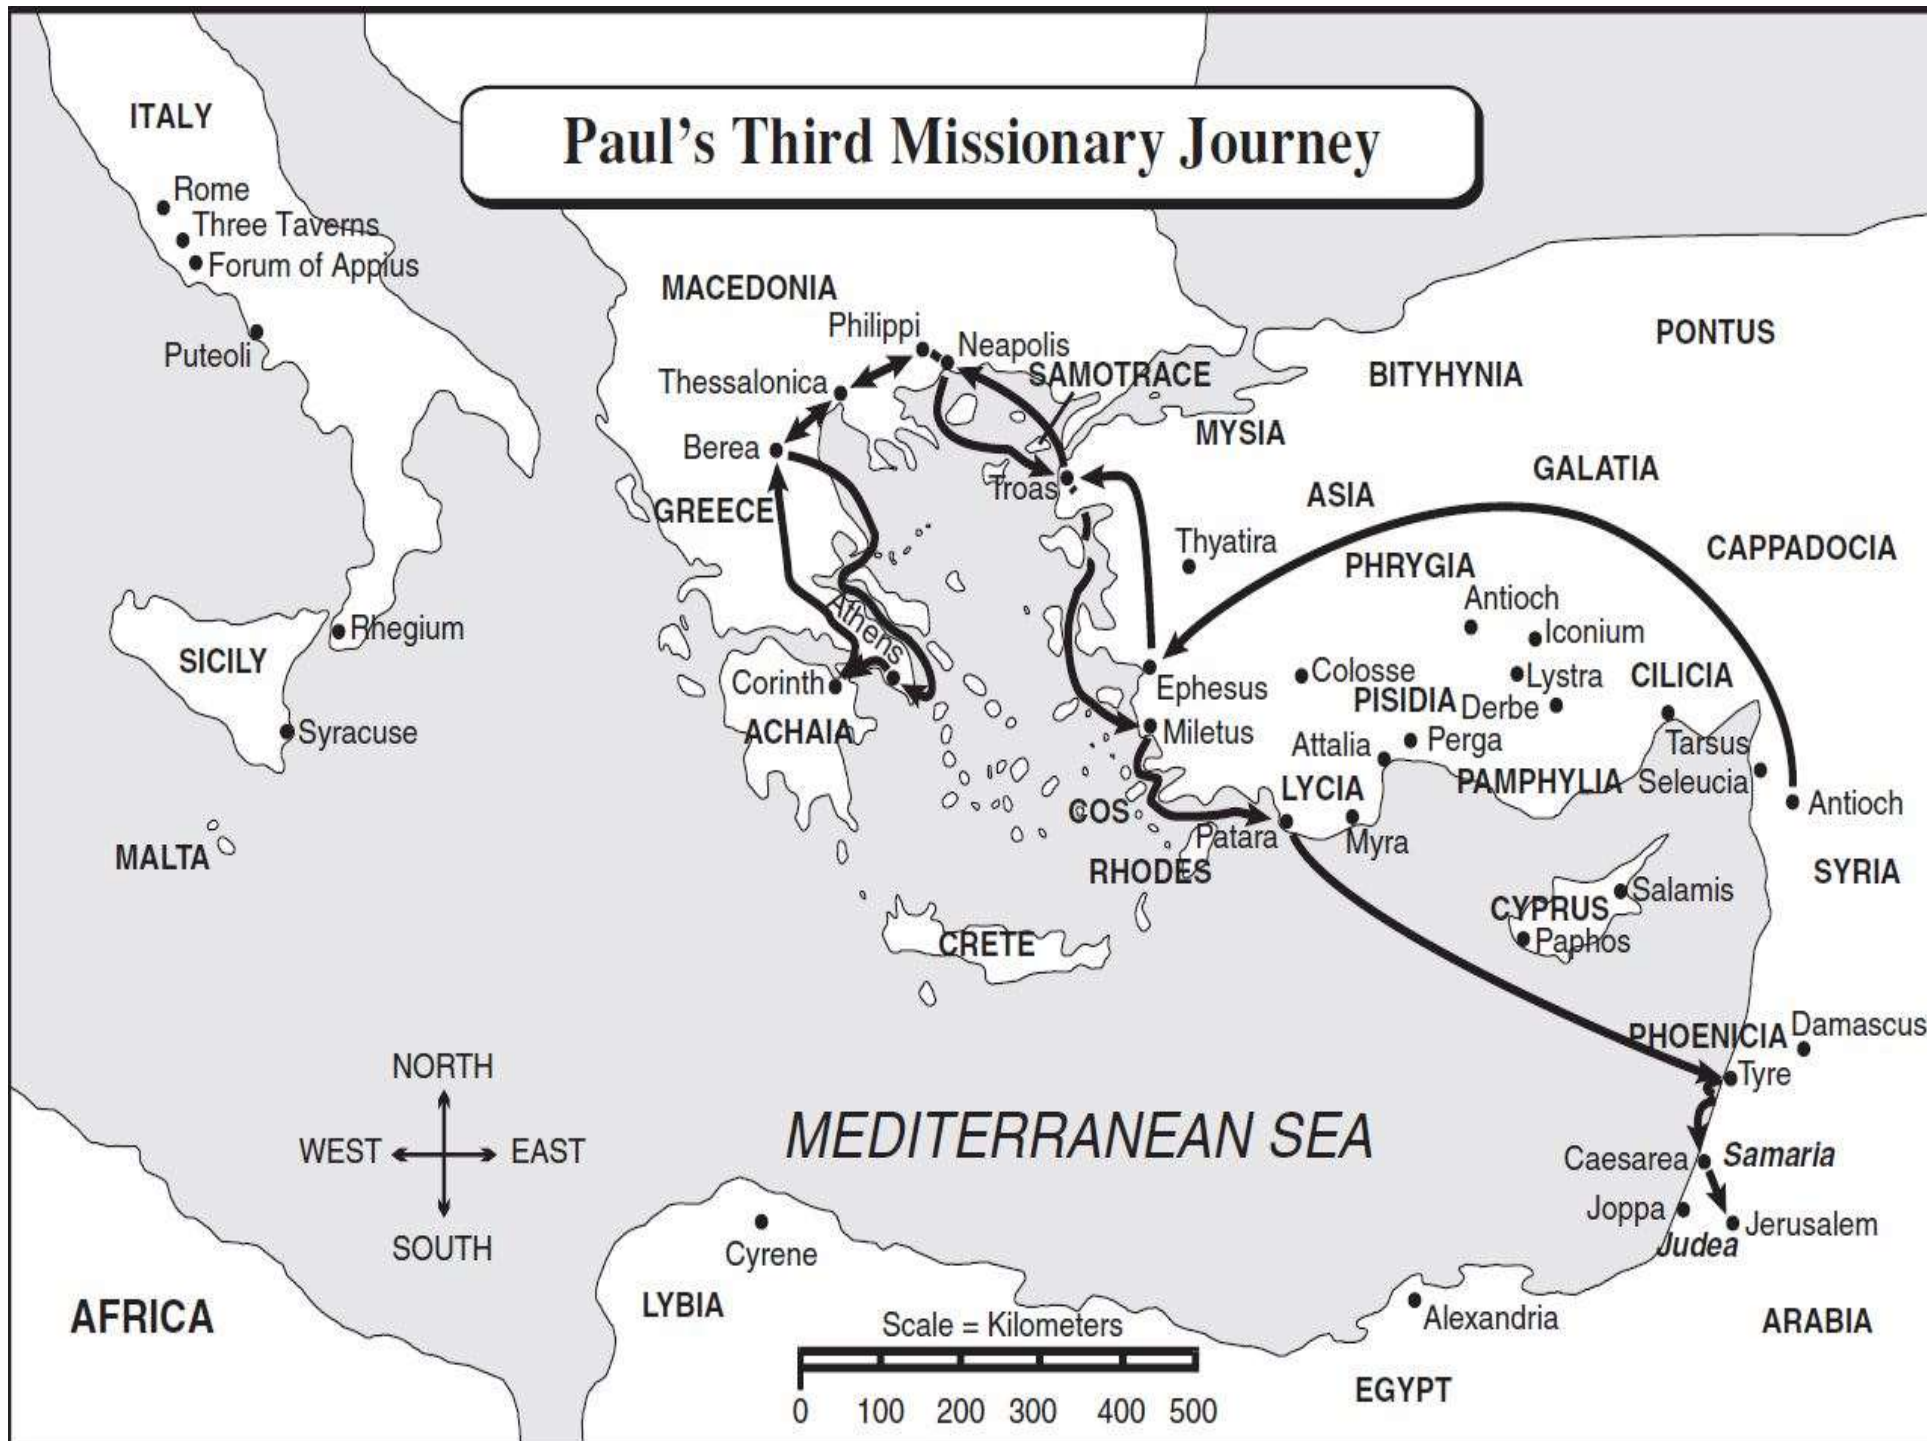 Paul's Third Missionary Journey
ITALY
Rome
Three Taverns
Forum of Appius
Puteoli
MACEDONIA
Philippi
Neapolis
SAMOTRACE
Thessalonica
Berea
GREECE
Troas
MYSIA
BITYHYNIA
PONTUS
GALATIA
ASIA
CAPPADOCIA
Thyatira
PHRYGIA
Antioch
Iconium
Lystra
CILICIA
Colosse
PISIDIA
Derbe
Ephesus
Miletus
Attalia
Perga
Tarsus
LYCIA
PAMPHYLIA
Seleucia
Antioch
Athens
Corinth
ACHAIA
Rhegium
SICILY
Syracuse
MALTA
COS
Patara
Myra
RHODES
SYRIA
Salamis
CYPRUS
Paphos
CRETE
PHOENICIA
Damascus
Tyre
NORTH
WEST
EAST
SOUTH
MEDITERRANEAN SEA
Caesarea
Samaria
Joppa
Jerusalem
Judea
Cyrene
AFRICA
LYBIA
Alexandria
ARABIA
EGYPT
Scale = Kilometers
0 100 200 300 400 500